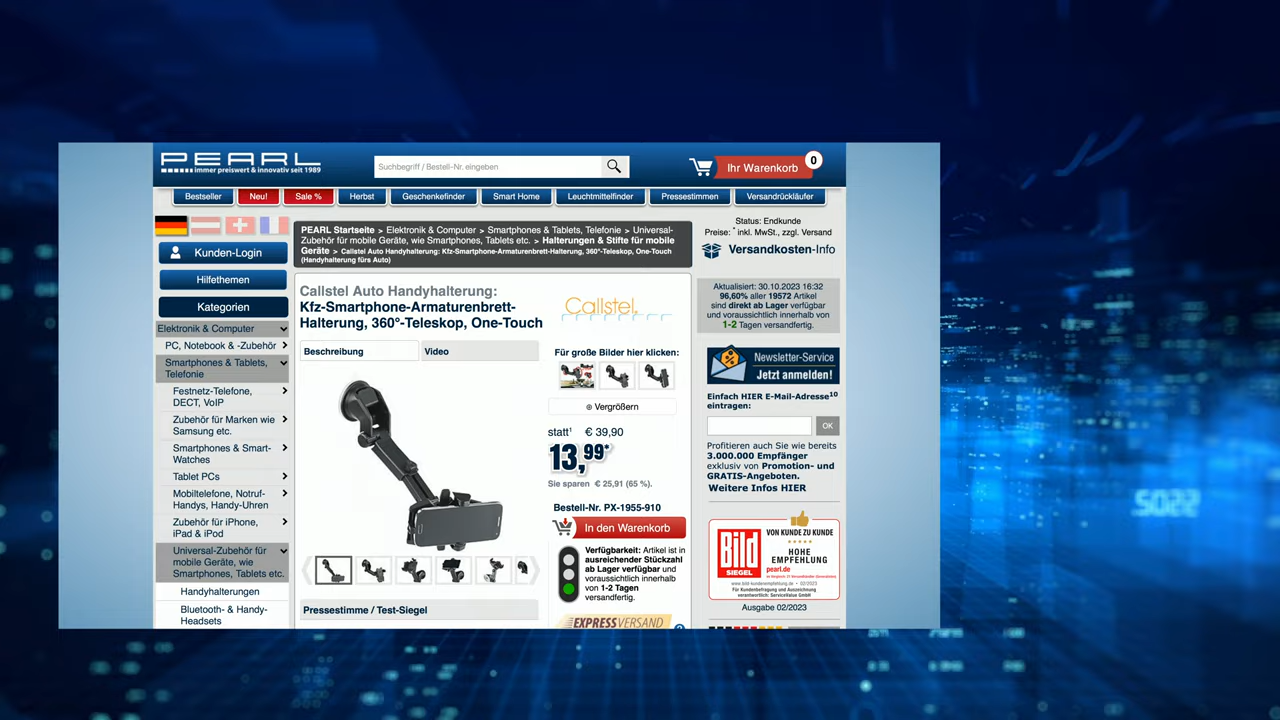 PEARL
immer preiswert & innovativ seit 1989
Suchbegriff / Bestell-Nr. eingeben
Ihr Warenkorb
0
Bestseller
Neu!
Sale %
Herbst
Geschenkefinder
Smart Home
Leuchtmittelfinder
Pressestimmen
Versandrückläufer
Kunden-Login
Hilfethemen
Kategorien
Elektronik & Computer
PC, Notebook & -Zubehör
Smartphones & Tablets,
Telefonie
Festnetz-Telefone,
DECT, VoIP
Zubehör für Marken wie
Samsung etc.
Smartphones & Smart-
Watches
Tablet PCs
Mobiltelefone, Notruf-
Handys, Handy-Uhren
Zubehör für iPhone,
iPad & iPod
Universal-Zubehör für
mobile Geräte, wie
Smartphones, Tablets etc.
Handyhalterungen
Bluetooth- & Handy-
Headsets
PEARL Startseite > Elektronik & Computer > Smartphones & Tablets, Telefonie > Universal-
Zubehör für mobile Geräte, wie Smartphones, Tablets etc. > Halterungen & Stifte für mobile
Geräte > Callstel Auto Handyhalterung: Kfz-Smartphone-Armaturenbrett-Halterung, 360°-Teleskop, One-Touch
(Handyhalterung fürs Auto)
Callstel Auto Handyhalterung:
Kfz-Smartphone-Armaturenbrett-
Halterung, 360°-Teleskop, One-Touch
Callstel
Beschreibung
Video
Für große Bilder hier klicken:
Vergrößern
statt¹ € 39,90
13,99*
Sie sparen € 25,91 (65 %).
Bestell-Nr. PX-1955-910
In den Warenkorb
Verfügbarkeit: Artikel ist in
ausreichender Stückzahl
ab Lager verfügbar und
voraussichtlich innerhalb
von 1-2 Tagen
versandfertig.
EXPRESSVERSAND
Pressestimme / Test-Siegel
Status: Endkunde
Preise: * inkl. MwSt., zzgl. Versand
Versandkosten-Info
Aktualisiert: 30.10.2023 16:32
96,60% aller 19572 Artikel
sind direkt ab Lager verfügbar
und voraussichtlich innerhalb von
1-2 Tagen versandfertig.
Newsletter-Service
Jetzt anmelden!
Einfach HIER E-Mail-Adresse¹⁰
eintragen:
OK
Profitieren auch Sie wie bereits
3.000.000 Empfänger
exklusiv von Promotion- und
GRATIS-Angeboten.
Weitere Infos HIER
Bild
SIEGEL
VON KUNDE ZU KUNDE
HOHE
EMPFEHLUNG
pearl.de
Ausgabe 02/2023